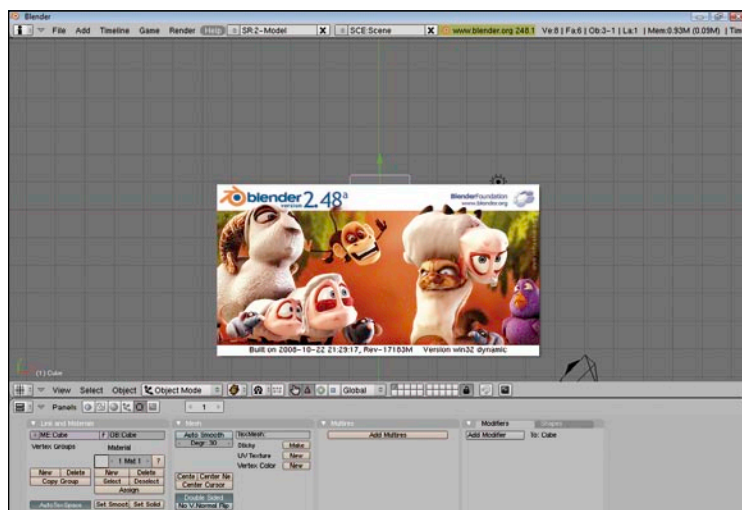 Blender
File Add Timeline Game Render Help SR:2-Model X SCE:Scene X www.blender.org 248.1 Ve:8 | Fa:6 | Ob:3-1 | La:1 | Mem:0.93M (0.09M) | Tim
blender 2.48a
version
BlenderFoundation
www.blender.org
Built on 2008-10-22 21:29:17, Rev-17183M Version win32 dynamic
(1) Cube
View Select Object Object Mode Global
Panels 1
Link and Materials Mesh Multires Modifiers Shapes
ME:Cube F OB:Cube Auto Smooth TexMesh: Add Multires Add Modifier To: Cube
Vertex Groups Material Degr: 30 Sticky Make
1 Mat 1 ? UV Texture New
Vertex Color New
New Delete New Delete Cente Center Ne
Copy Group Select Deselect Center Cursor
Assign
Double Sided
AutoTexSpace Set Smoot Set Solid No V.Normal Flip